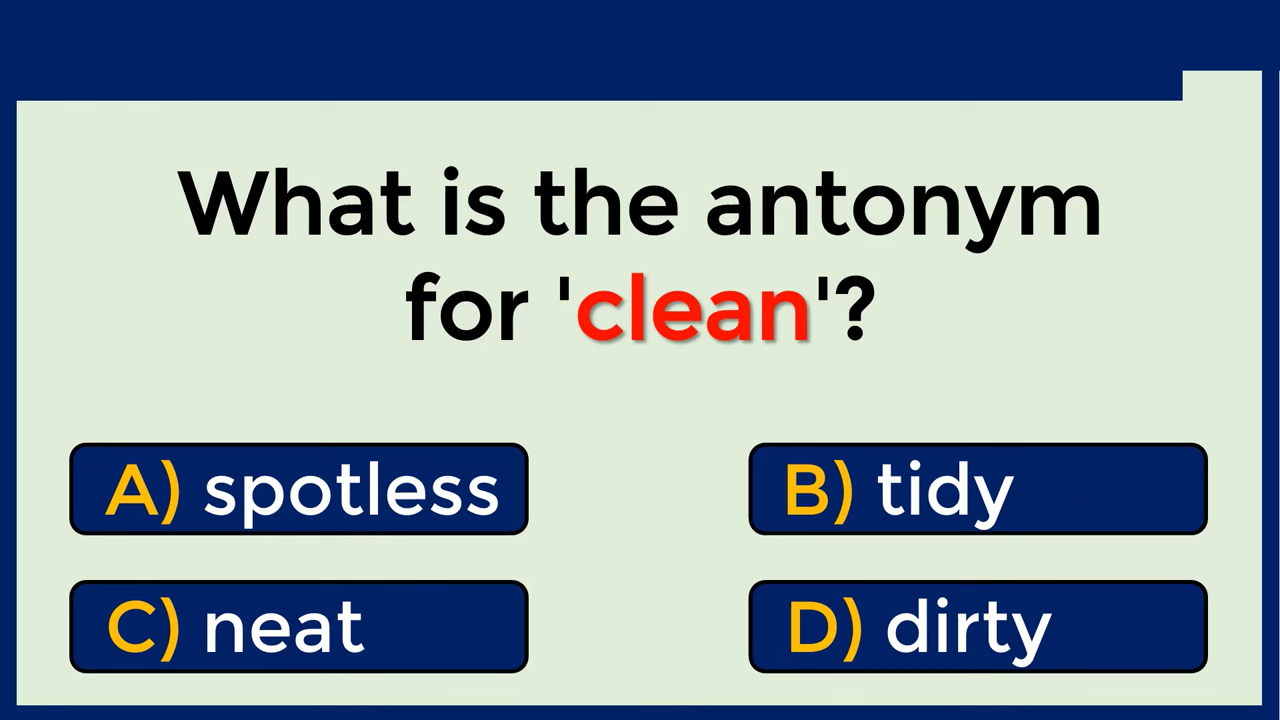 What is the antonym
for 'clean'?
A) spotless
B) tidy
C) neat
D) dirty